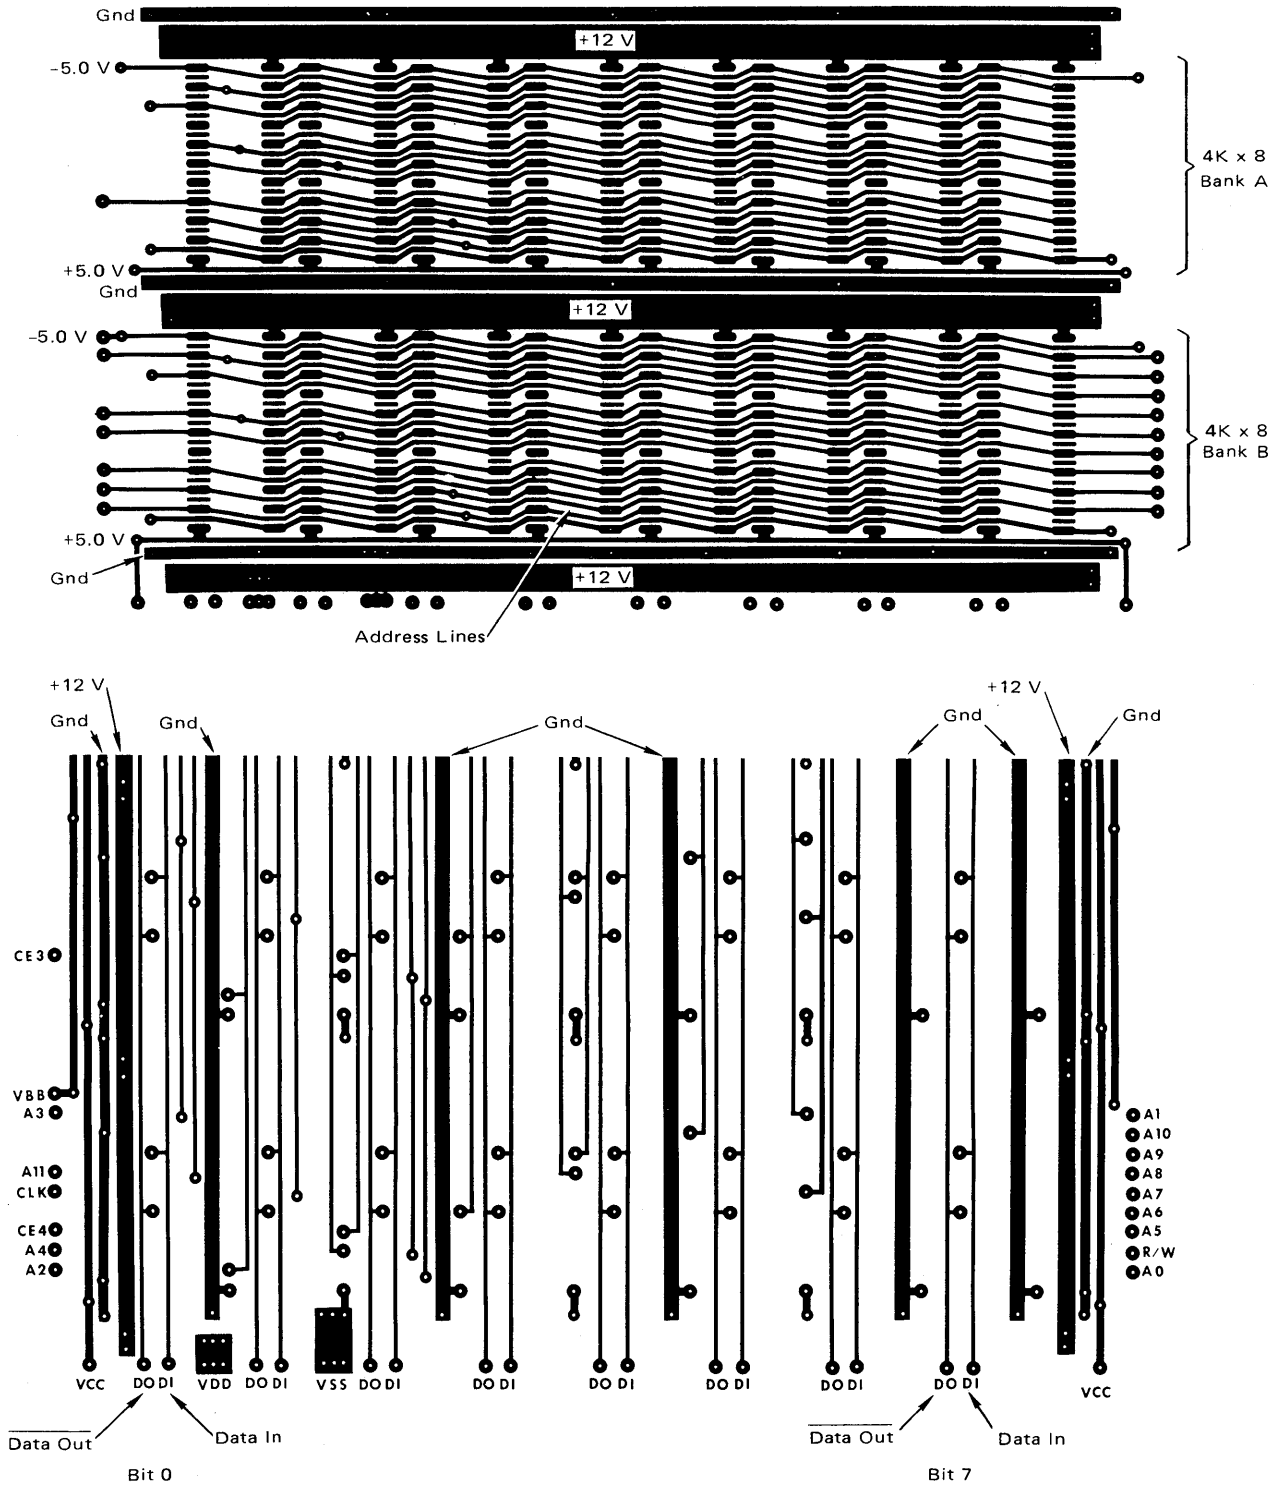 Gnd
+12 V
-5.0 V
4K x 8
Bank A
+5.0 V
Gnd
+12 V
-5.0 V
4K x 8
Bank B
+5.0 V
Gnd
+12 V
Address Lines
+12 V
Gnd
Gnd
Gnd
Gnd
+12 V
Gnd
CE3
VBB
A3
A11
CLK
CE4
A4
A2
A1
A10
A9
A8
A7
A6
A5
R/W
A0
VCC
DO DI
VDD
DO DI
VSS
DO DI
DO DI
DO DI
DO DI
DO DI
DO DI
VCC
Data Out
Data In
Data Out
Data In
Bit 0
Bit 7